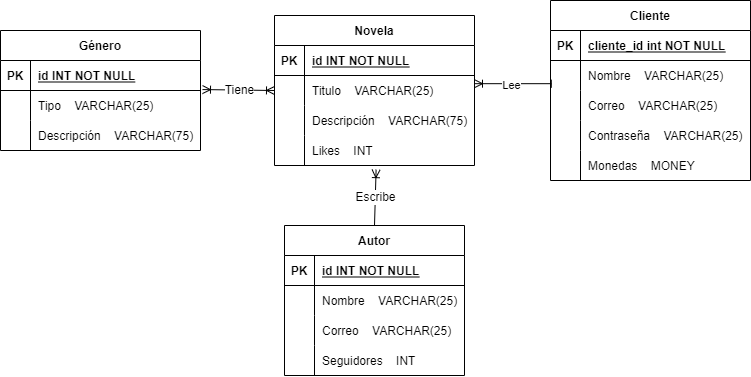 Género
PK id INT NOT NULL
Tipo VARCHAR(25)
Descripción VARCHAR(75)
Tiene
Novela
PK id INT NOT NULL
Titulo VARCHAR(25)
Descripción VARCHAR(75)
Likes INT
Lee
Cliente
PK cliente_id int NOT NULL
Nombre VARCHAR(25)
Correo VARCHAR(25)
Contraseña VARCHAR(25)
Monedas MONEY
Escribe
Autor
PK id INT NOT NULL
Nombre VARCHAR(25)
Correo VARCHAR(25)
Seguidores INT